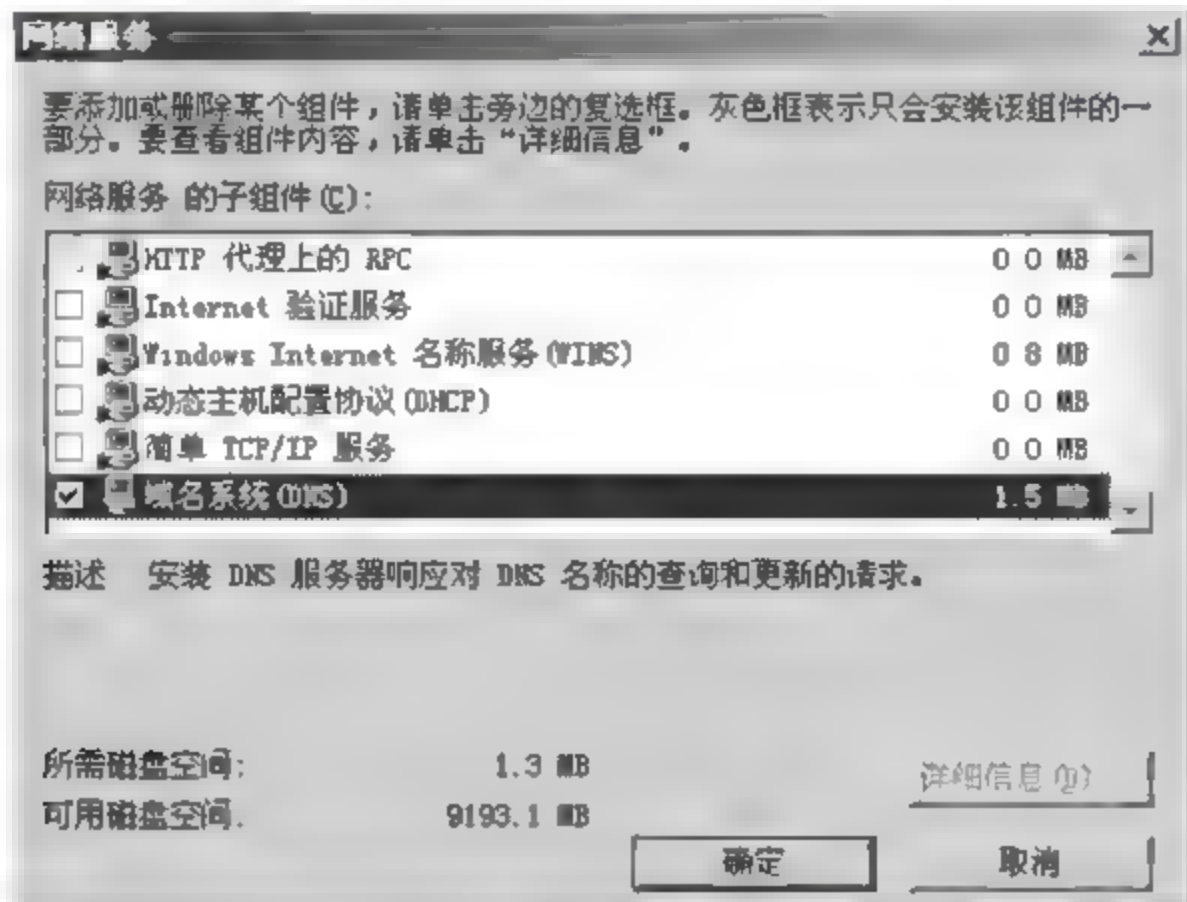 网络服务
要添加或删除某个组件，请单击旁边的复选框。灰色框表示只会安装该组件的一
部分。要查看组件内容，请单击“详细信息”。
网络服务 的子组件(C):
HTTP 代理上的 RPC 0 0 MB
Internet 验证服务 0 0 MB
Windows Internet 名称服务(WINS) 0 8 MB
动态主机配置协议(DHCP) 0 0 MB
简单 TCP/IP 服务 0 0 MB
域名系统(DNS) 1.5 MB
描述 安装 DNS 服务器响应对 DNS 名称的查询和更新的请求。
所需磁盘空间: 1.3 MB
可用磁盘空间: 9193.1 MB
详细信息(D)
确定 取消